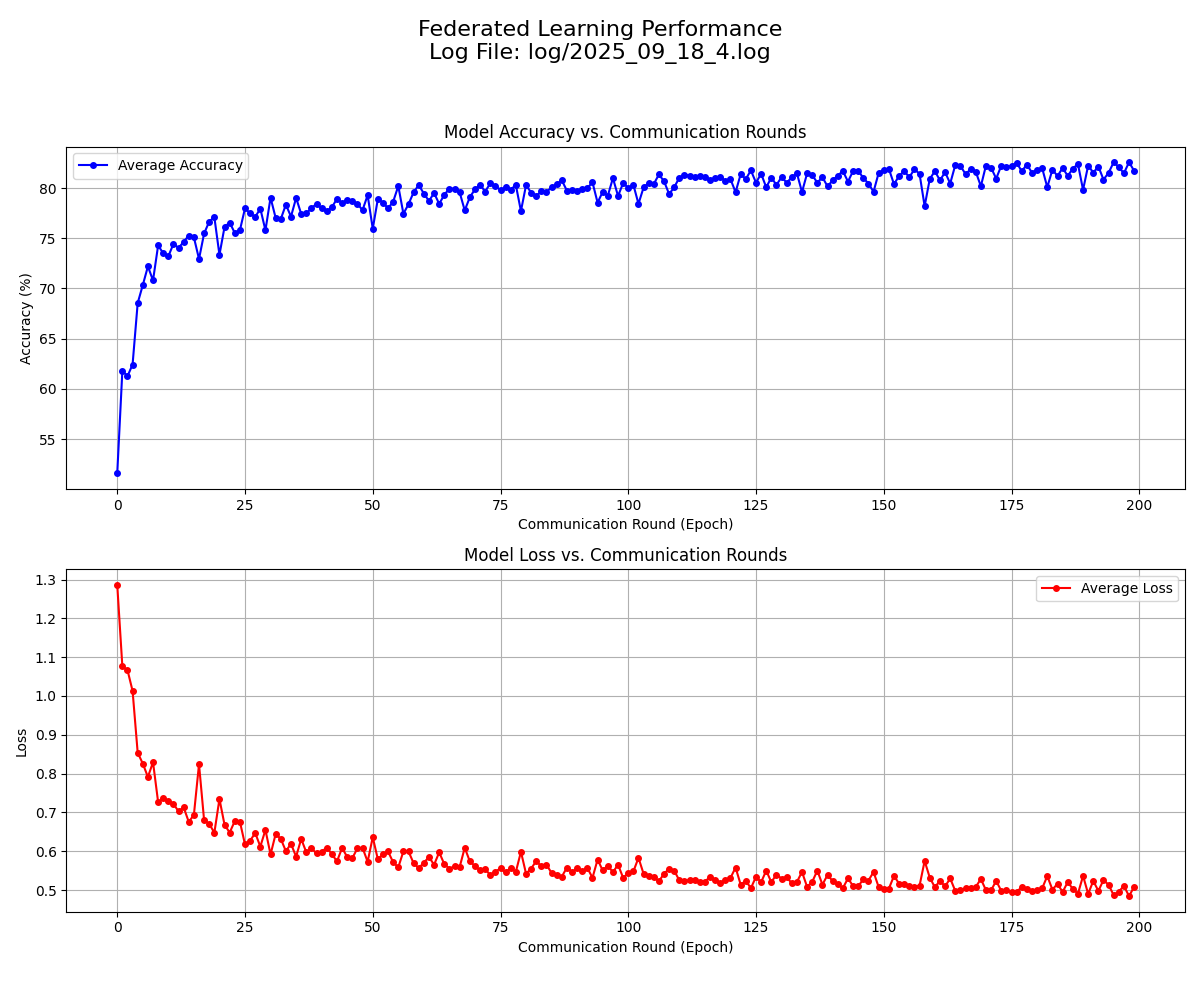 Federated Learning Performance
Log File: log/2025_09_18_4.log
Model Accuracy vs. Communication Rounds
Average Accuracy
Accuracy (%)
80
75
70
65
60
55
0 25 50 75 100 125 150 175 200
Communication Round (Epoch)
Model Loss vs. Communication Rounds
Average Loss
Loss
1.3
1.2
1.1
1.0
0.9
0.8
0.7
0.6
0.5
0 25 50 75 100 125 150 175 200
Communication Round (Epoch)